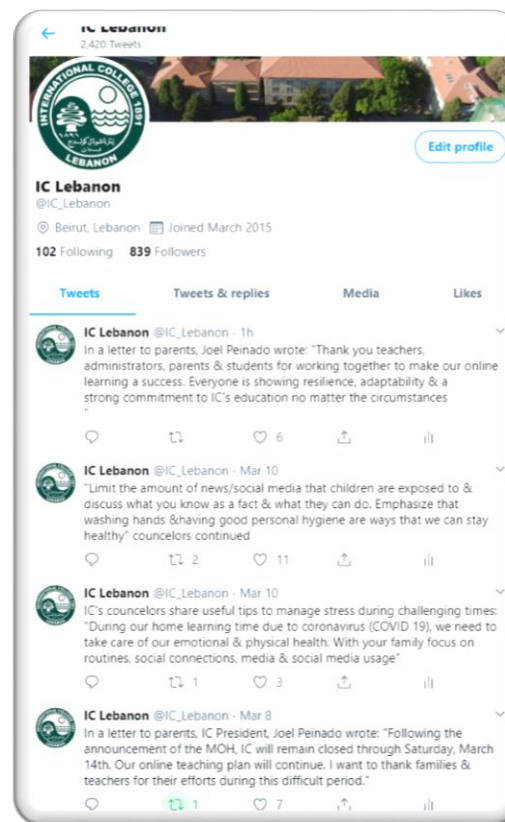 IC Lebanon
2,420 Tweets
INTERNATIONAL COLLEGE 1891
١٨٩١
LEBANON
Edit profile
IC Lebanon
@IC_Lebanon
Beirut, Lebanon Joined March 2015
102 Following 839 Followers
Tweets Tweets & replies Media Likes
IC Lebanon @IC_Lebanon · 1h
In a letter to parents, Joel Peinado wrote: "Thank you teachers,
administrators, parents & students for working together to make our online
learning a success. Everyone is showing resilience, adaptability & a
strong commitment to IC's education no matter the circumstances
"
6
IC Lebanon @IC_Lebanon · Mar 10
"Limit the amount of news/social media that children are exposed to &
discuss what you know as a fact & what they can do. Emphasize that
washing hands &having good personal hygiene are ways that we can stay
healthy" councelors continued
2 11
IC Lebanon @IC_Lebanon · Mar 10
IC's councelors share useful tips to manage stress during challenging times:
"During our home learning time due to coronavirus (COVID 19), we need to
take care of our emotional & physical health. With your family focus on
routines, social connections, media & social media usage"
1 3
IC Lebanon @IC_Lebanon · Mar 8
In a letter to parents, IC President, Joel Peinado wrote: "Following the
announcement of the MOH, IC will remain closed through Saturday, March
14th. Our online teaching plan will continue. I want to thank families &
teachers for their efforts during this difficult period."
1 7